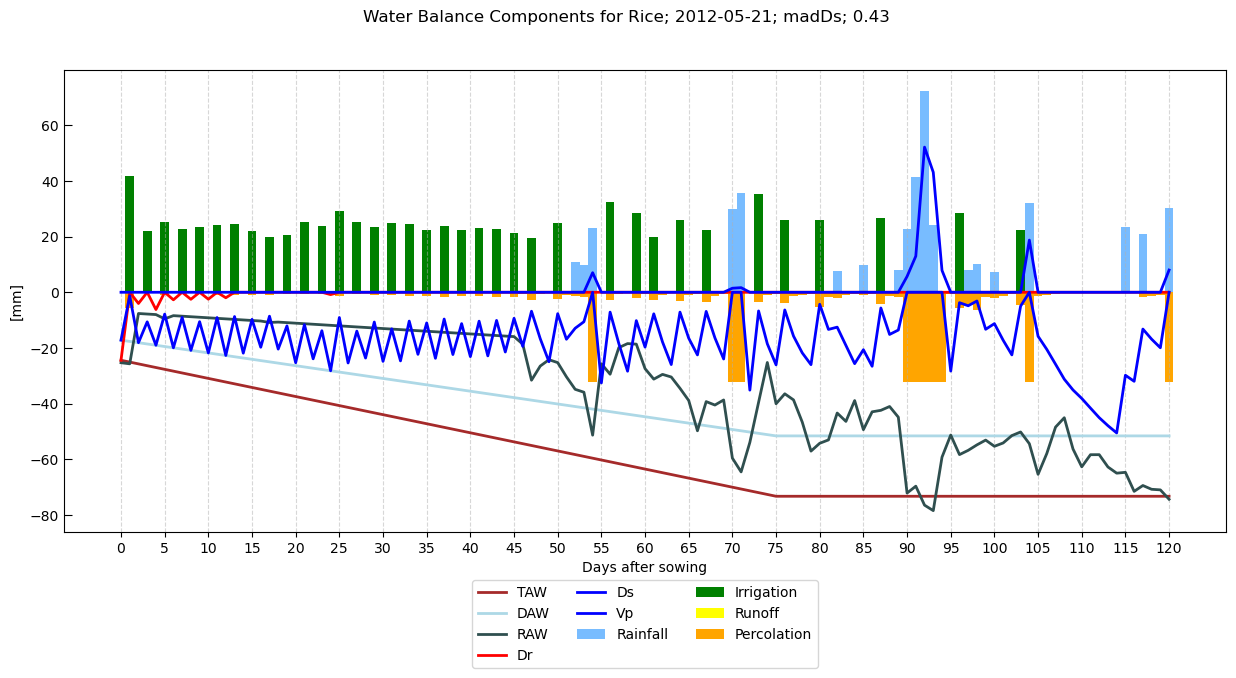 Water Balance Components for Rice; 2012-05-21; madDs; 0.43
[mm]
60
40
20
0
−20
−40
−60
−80
0 5 10 15 20 25 30 35 40 45 50 55 60 65 70 75 80 85 90 95 100 105 110 115 120
Days after sowing
TAW Ds Irrigation
DAW Vp Runoff
RAW Rainfall Percolation
Dr